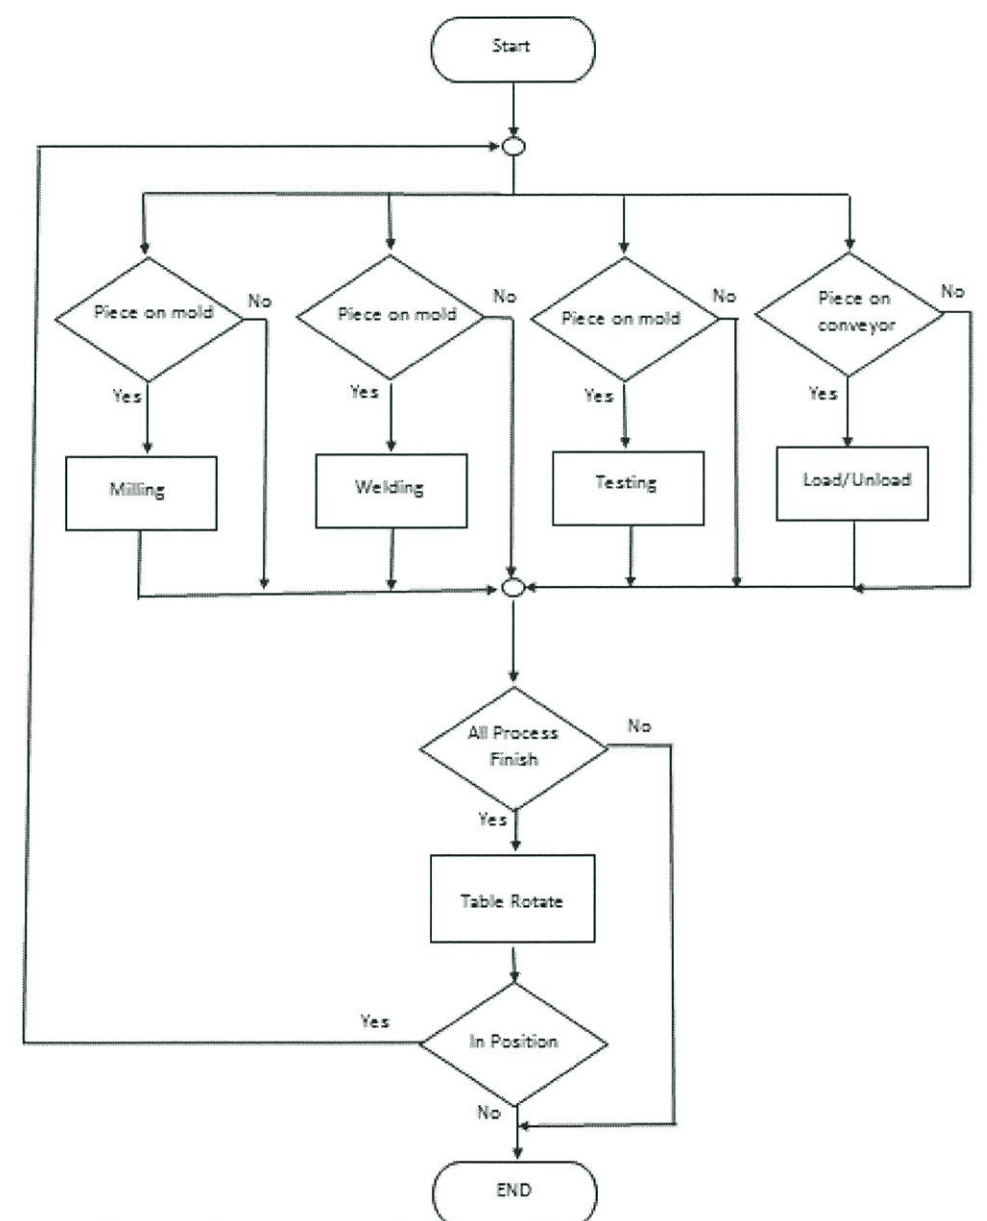 Start
Piece on mold
No
Piece on mold
No
Piece on mold
No
Piece on
conveyor
No
Yes
Yes
Yes
Yes
Milling
Welding
Testing
Load/Unload
All Process
Finish
No
Yes
Table Rotate
In Position
Yes
No
END